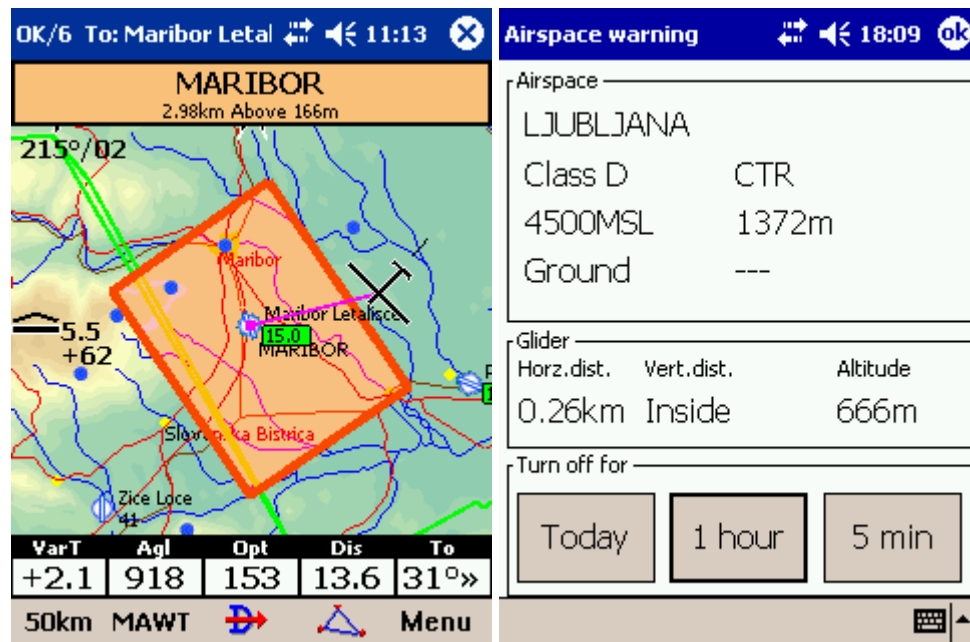 OK/6 To: Maribor Letal 11:13
MARIBOR
2.98km Above 166m
215°/02
Maribor
Maribor Letalisce
15.0
MARIBOR
5.5
+62
Slovenska Bistrica
Zice Loce
41
VarT Agl Opt Dis To
+2.1 918 153 13.6 31°»
50km MAWT Menu
Airspace warning 18:09 ok
Airspace
LJUBLJANA
Class D CTR
4500MSL 1372m
Ground ---
Glider
Horz.dist. Vert.dist. Altitude
0.26km Inside 666m
Turn off for
Today 1 hour 5 min